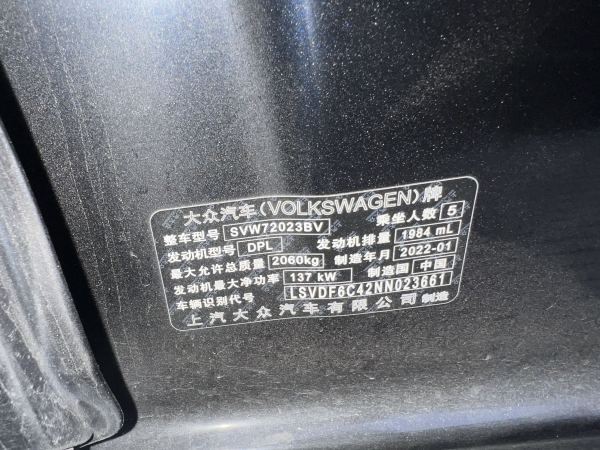 大众汽车(VOLKSWAGEN)牌
整车型号 SVW72023BV 乘坐人数 5
发动机型号 DPL 发动机排量 1984 mL
最大允许总质量 2060kg 制造年月 2022-01
发动机最大净功率 137 kW 制造国 中国
车辆识别代号 LSVDF6C42NN023661
上汽大众汽车有限公司 制造